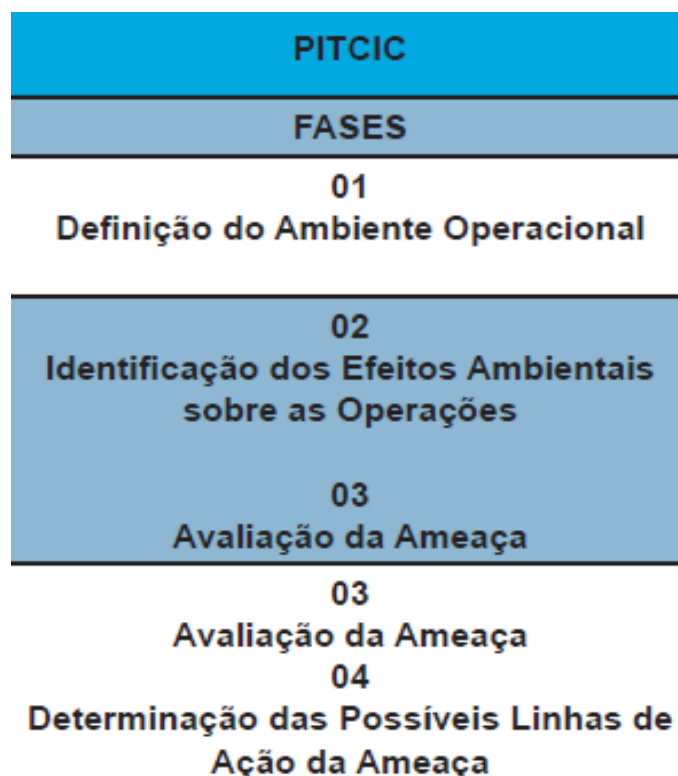 PITCIC
FASES
01
Definição do Ambiente Operacional
02
Identificação dos Efeitos Ambientais
sobre as Operações
03
Avaliação da Ameaça
03
Avaliação da Ameaça
04
Determinação das Possíveis Linhas de
Ação da Ameaça